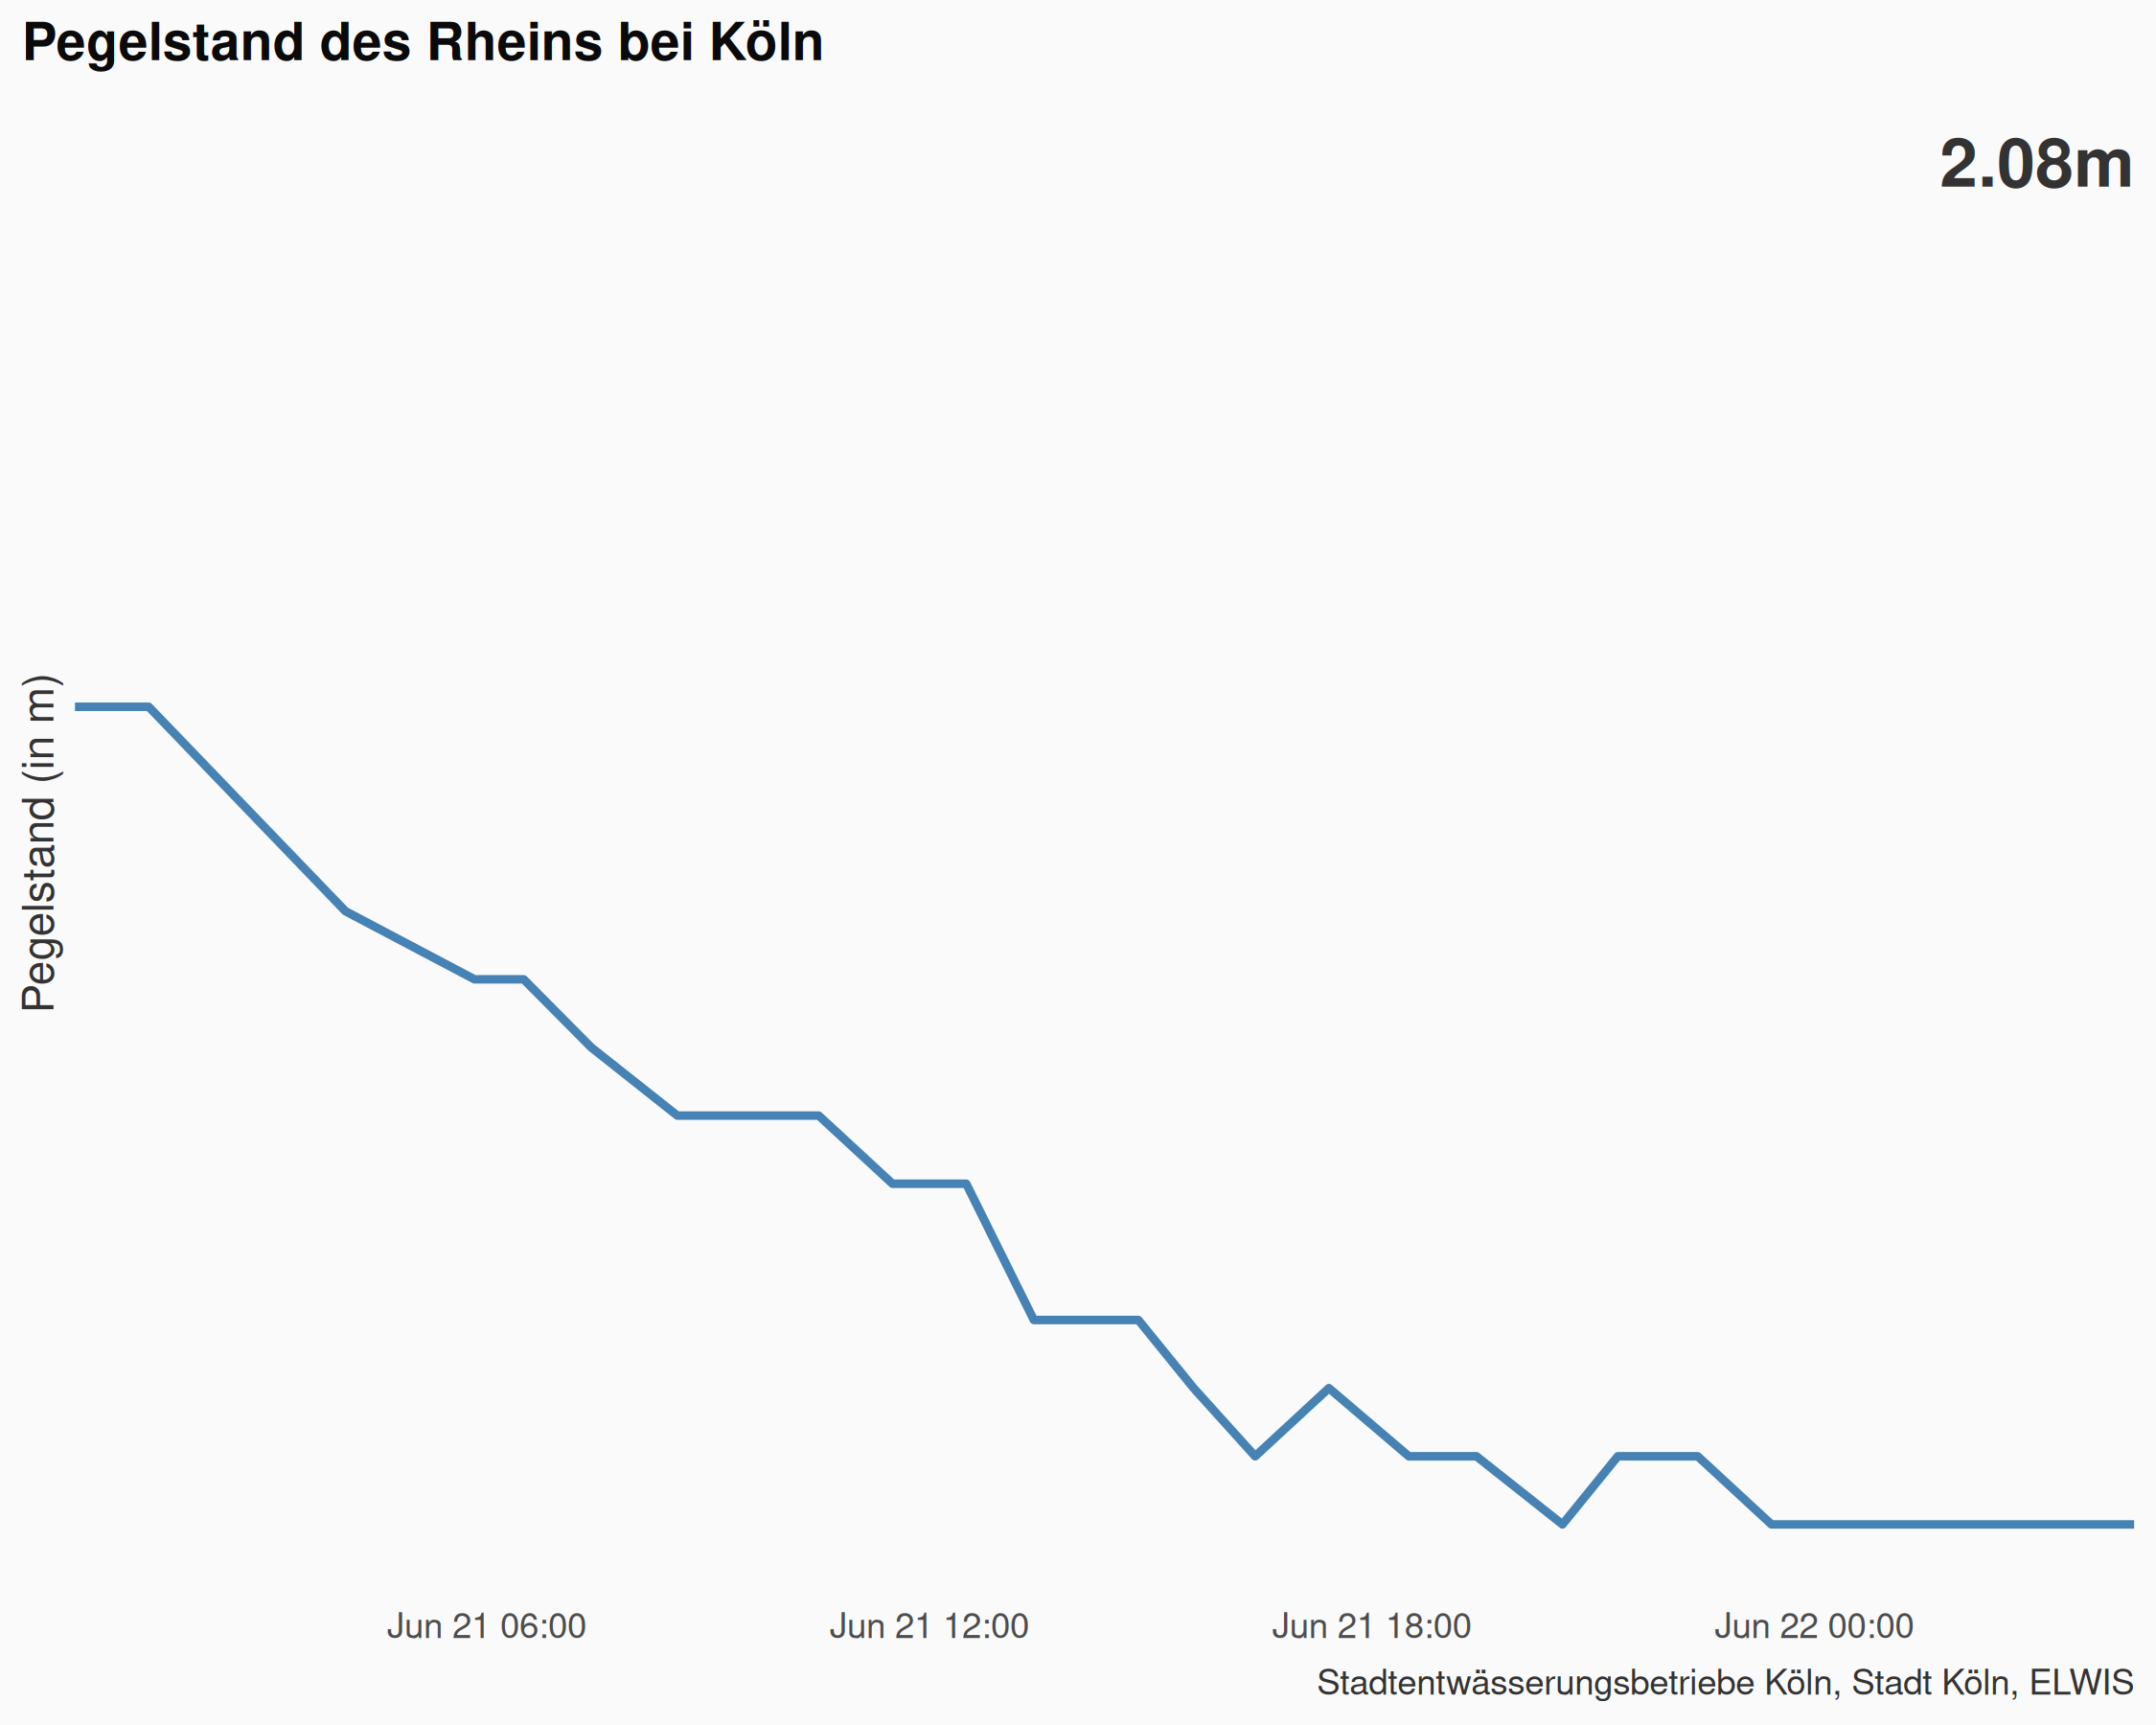 Pegelstand des Rheins bei Köln
2.08m
Pegelstand (in m)
Jun 21 06:00 Jun 21 12:00 Jun 21 18:00 Jun 22 00:00
Stadtentwässerungsbetriebe Köln, Stadt Köln, ELWIS